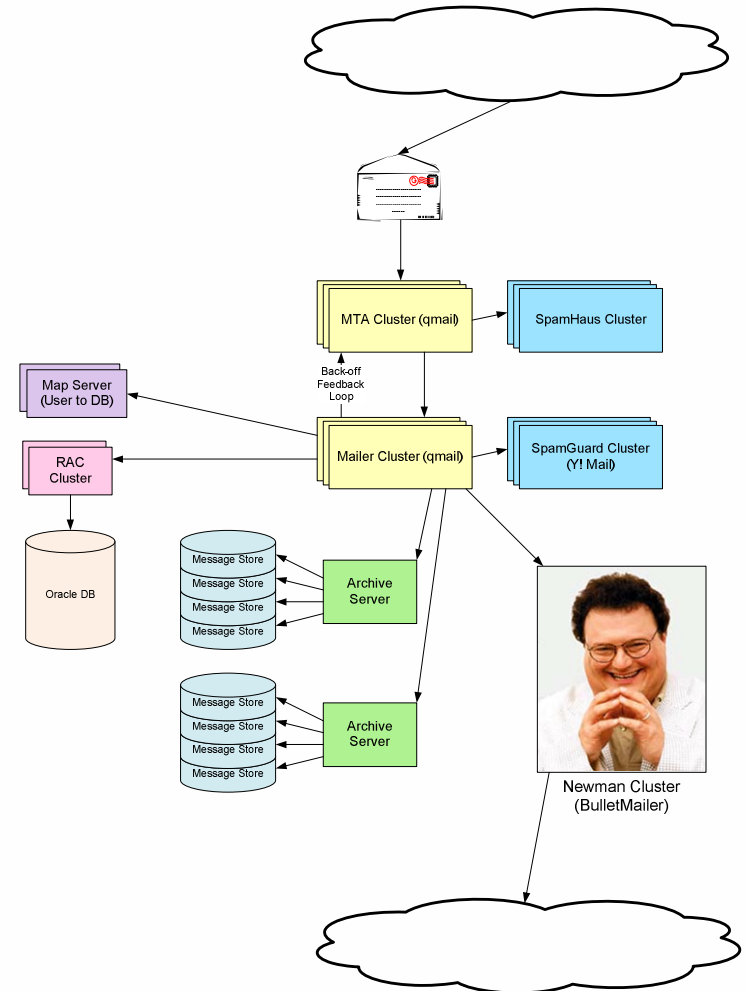 MTA Cluster (qmail)
SpamHaus Cluster
Back-off
Feedback
Loop
Map Server
(User to DB)
Mailer Cluster (qmail)
SpamGuard Cluster
(Y! Mail)
RAC
Cluster
Oracle DB
Message Store
Message Store
Message Store
Message Store
Archive
Server
Message Store
Message Store
Message Store
Message Store
Archive
Server
Newman Cluster
(BulletMailer)